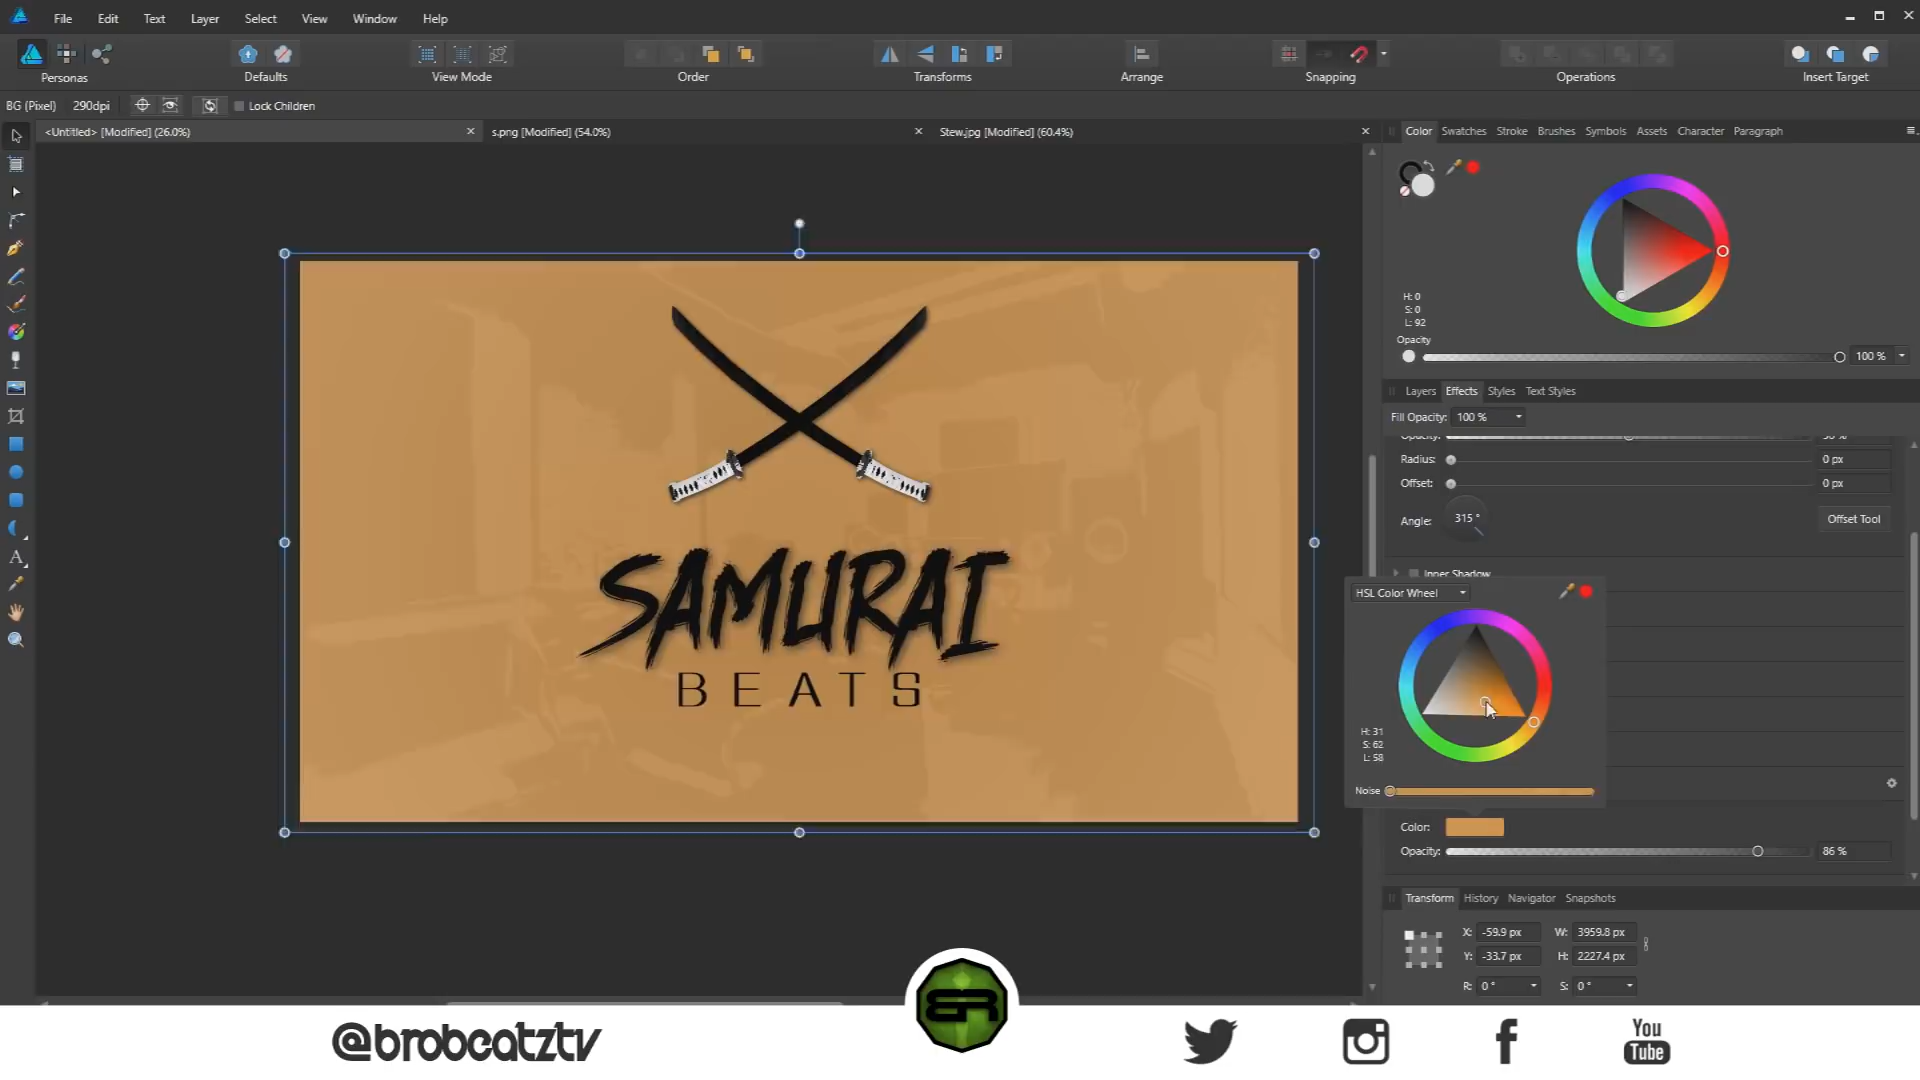 File Edit Text Layer Select View Window Help
Personas Defaults View Mode Order Transforms Arrange Snapping Operations Insert Target
BG (Pixel) 290dpi Lock Children
<Untitled> [Modified] (26.0%) s.png [Modified] (54.0%) Stew.jpg [Modified] (60.4%)
Color Swatches Stroke Brushes Symbols Assets Character Paragraph
H: 0
S: 0
L: 92
Opacity
100 %
Layers Effects Styles Text Styles
Fill Opacity: 100 %
Radius: 0 px
Offset: 0 px
Angle: 315 ° Offset Tool
Inner Shadow
HSL Color Wheel
H: 31
S: 62
L: 58
Noise
Color:
Opacity: 86 %
SAMURAI
BEATS
Transform History Navigator Snapshots
X: -59.9 px W: 3959.8 px
Y: -33.7 px H: 2227.4 px
R: 0 ° S: 0 °
@brobeatztv
You
Tube